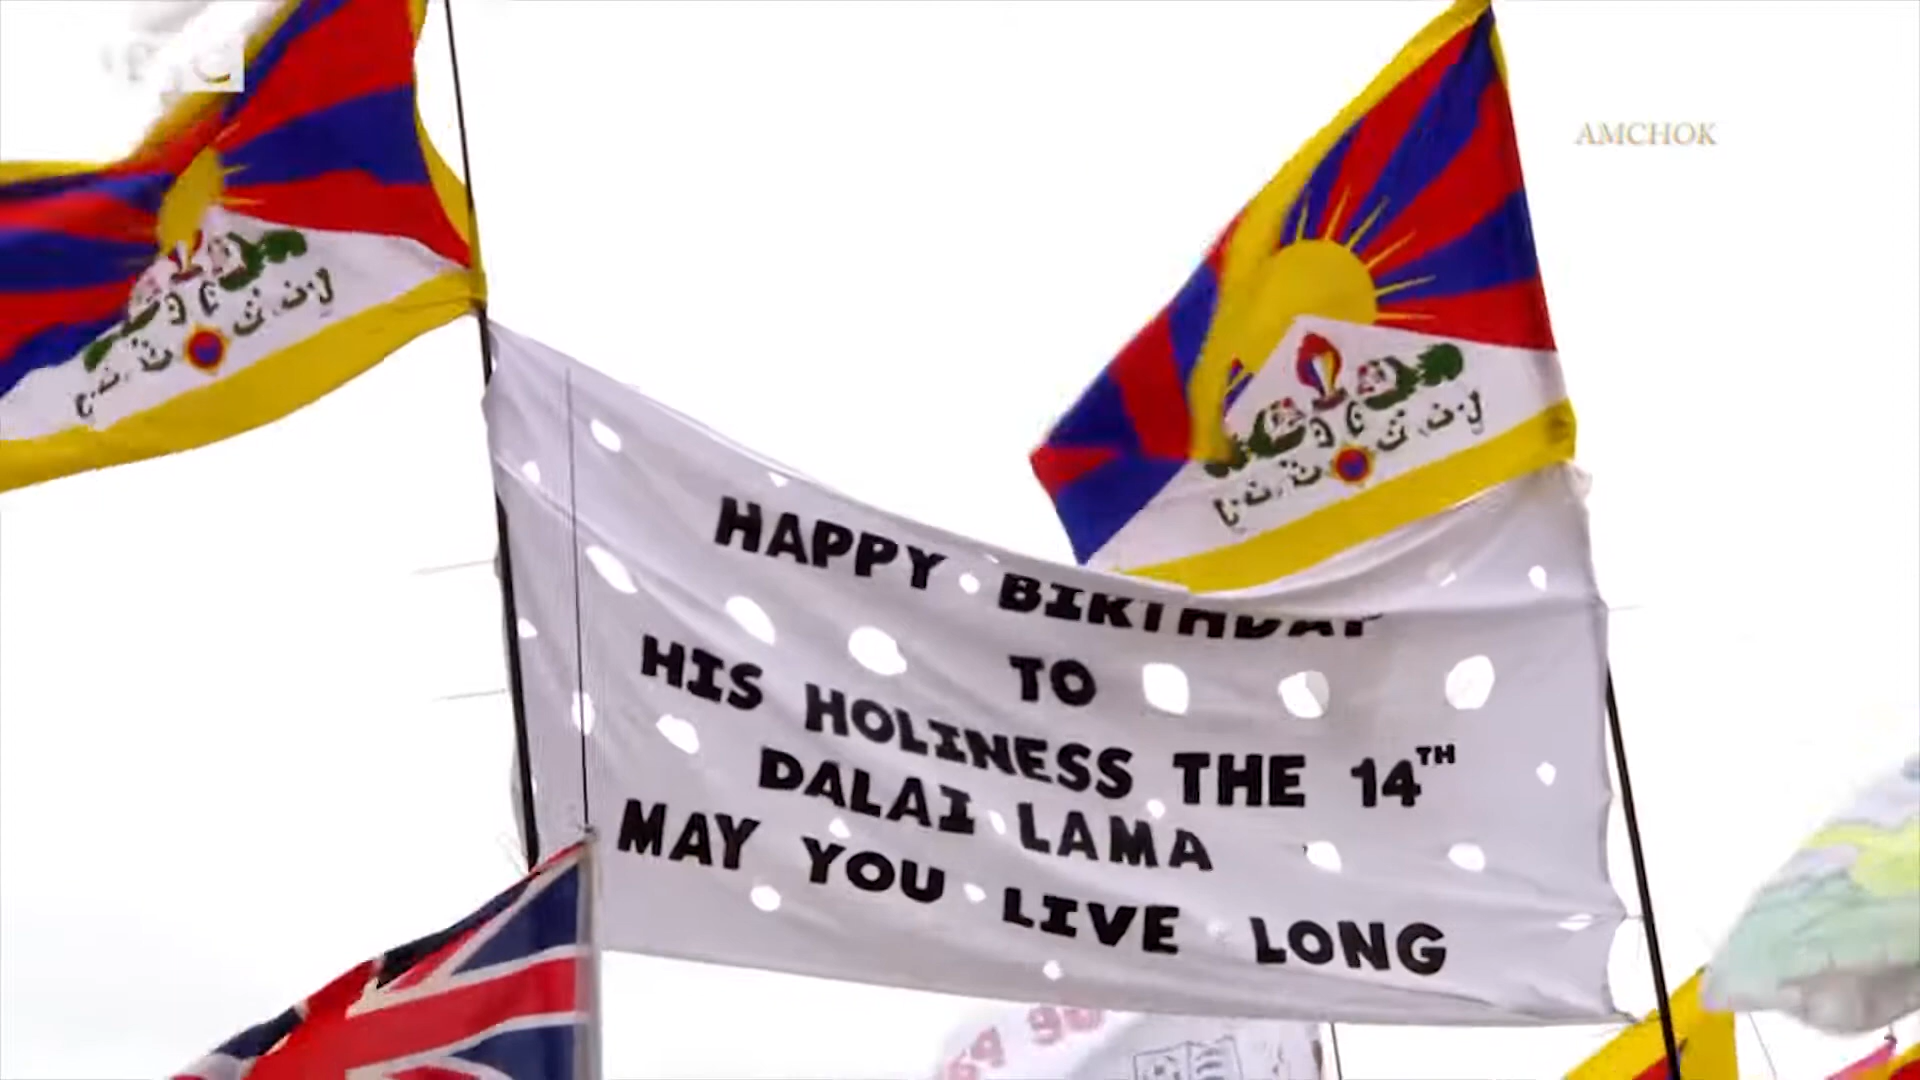 AMCHOK
HAPPY BIRTHDAY
TO
HIS HOLINESS THE 14TH
DALAI LAMA
MAY YOU LIVE LONG